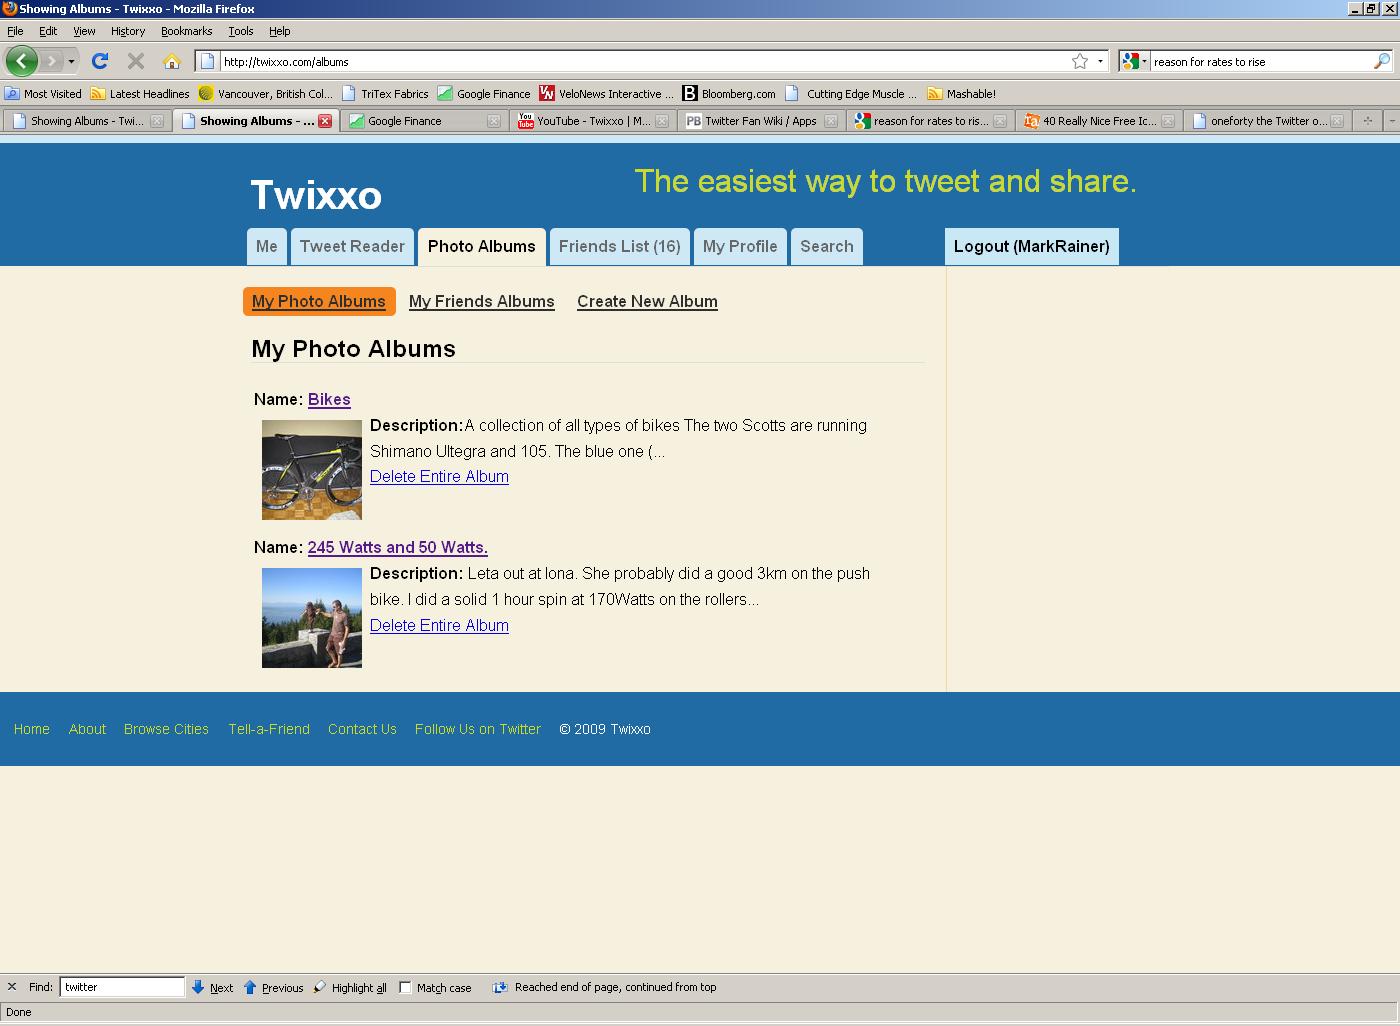 Showing Albums - Twixxo - Mozilla Firefox
File Edit View History Bookmarks Tools Help
http://twixxo.com/albums
reason for rates to rise
Most Visited Latest Headlines Vancouver, British Col... TriTex Fabrics Google Finance VeloNews Interactive ... Bloomberg.com Cutting Edge Muscle ... Mashable!
Showing Albums - Twi... Showing Albums - ... Google Finance YouTube - Twixxo | M... Twitter Fan Wiki / Apps reason for rates to ris... 40 Really Nice Free Ic... oneforty the Twitter o...
Twixxo
The easiest way to tweet and share.
Me Tweet Reader Photo Albums Friends List (16) My Profile Search Logout (MarkRainer)
My Photo Albums My Friends Albums Create New Album
My Photo Albums
Name: Bikes
Description:A collection of all types of bikes The two Scotts are running
Shimano Ultegra and 105. The blue one (...
Delete Entire Album
Name: 245 Watts and 50 Watts.
Description: Leta out at Iona. She probably did a good 3km on the push
bike. I did a solid 1 hour spin at 170Watts on the rollers...
Delete Entire Album
Home About Browse Cities Tell-a-Friend Contact Us Follow Us on Twitter © 2009 Twixxo
Find: twitter Next Previous Highlight all Match case Reached end of page, continued from top
Done